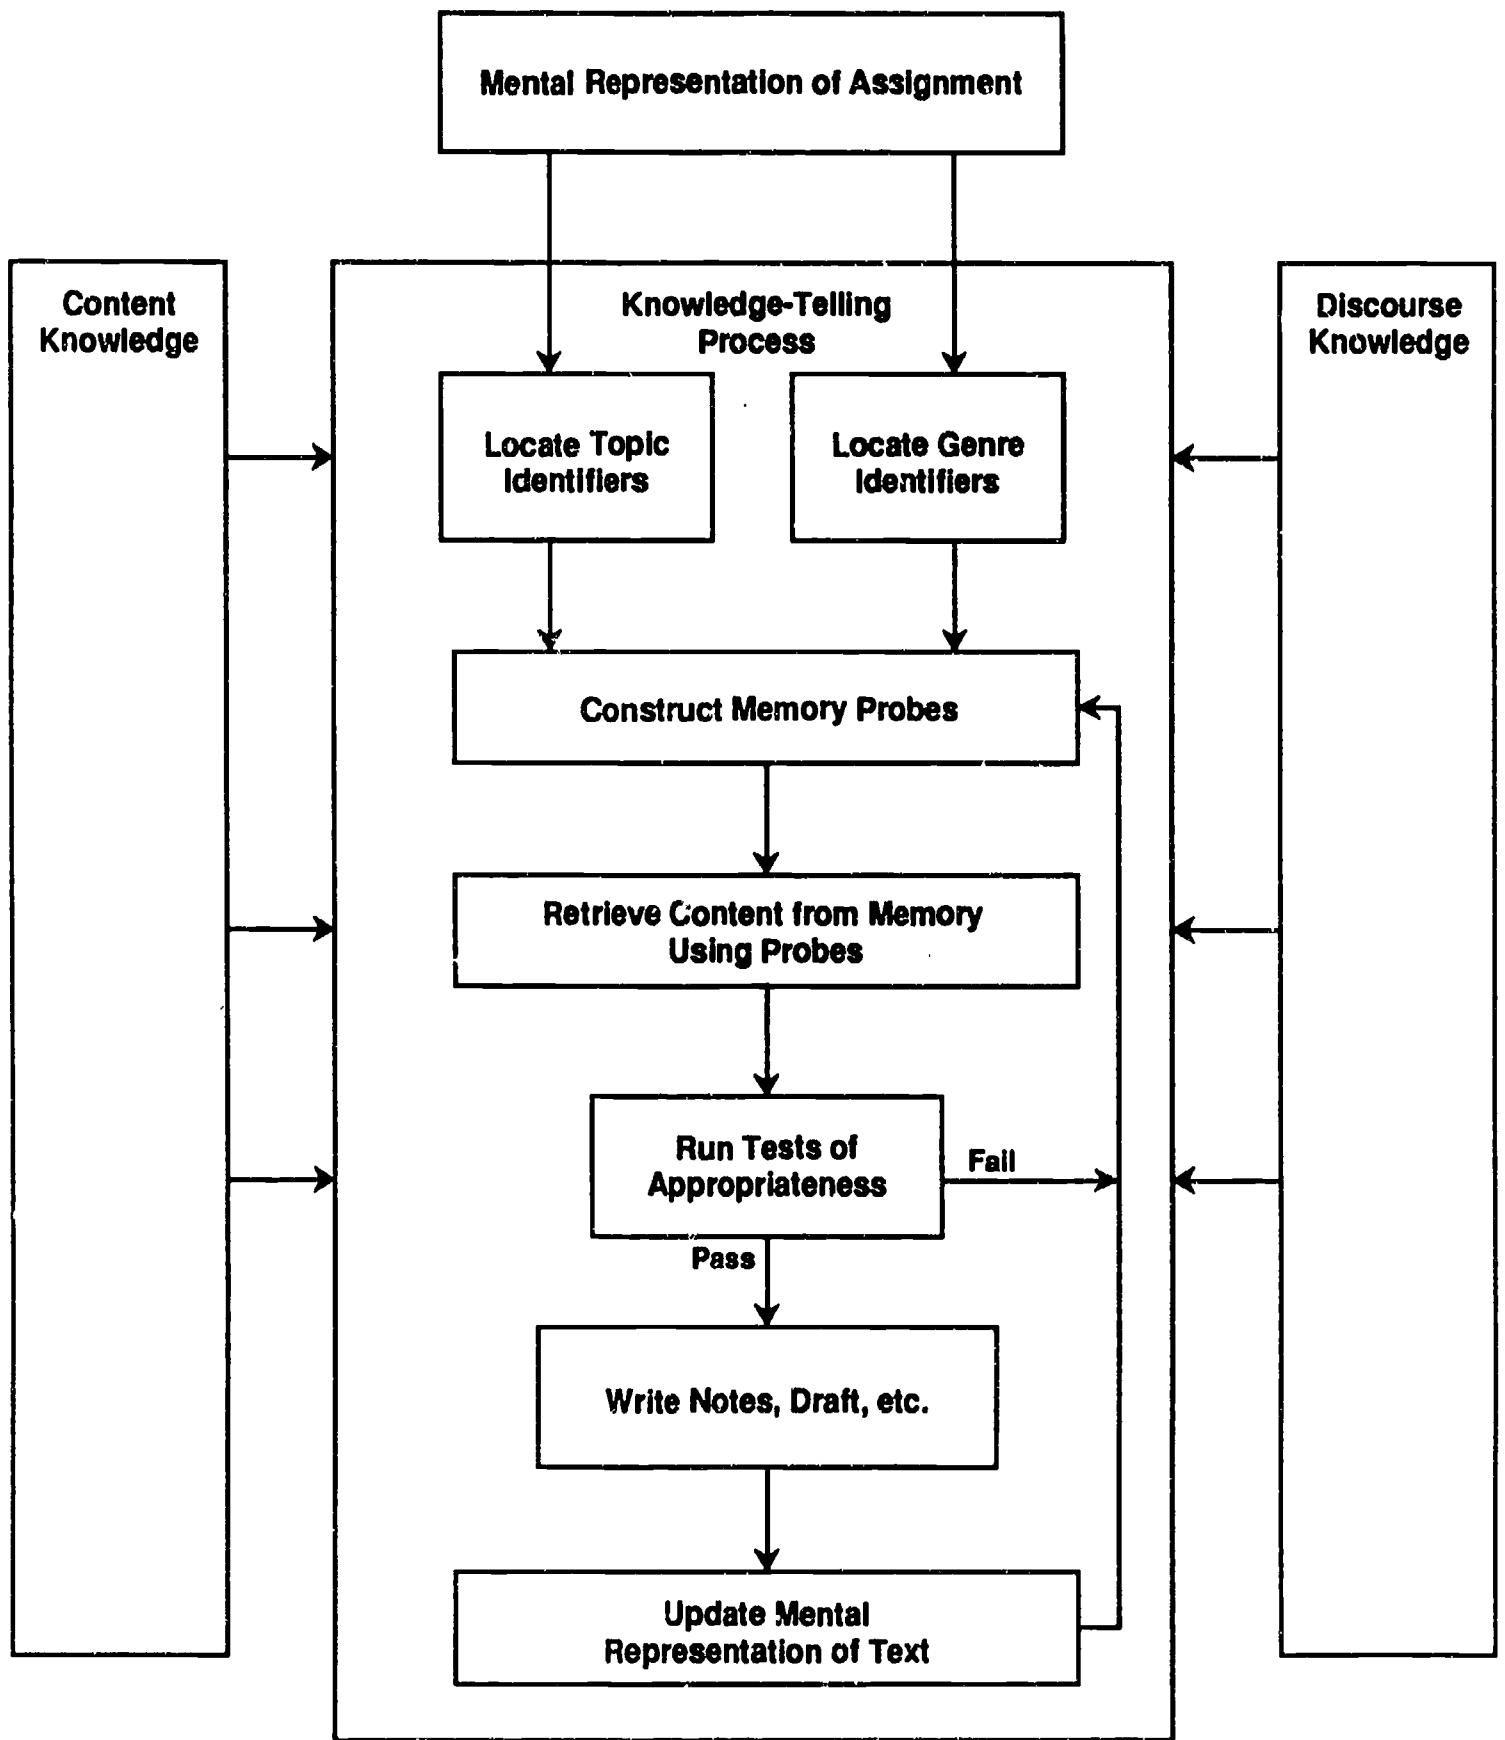 Mental Representation of Assignment
Content
Knowledge
Knowledge-Telling
Process
Discourse
Knowledge
Locate Topic
Identifiers
Locate Genre
Identifiers
Construct Memory Probes
Retrieve Content from Memory
Using Probes
Run Tests of
Appropriateness
Fail
Pass
Write Notes, Draft, etc.
Update Mental
Representation of Text